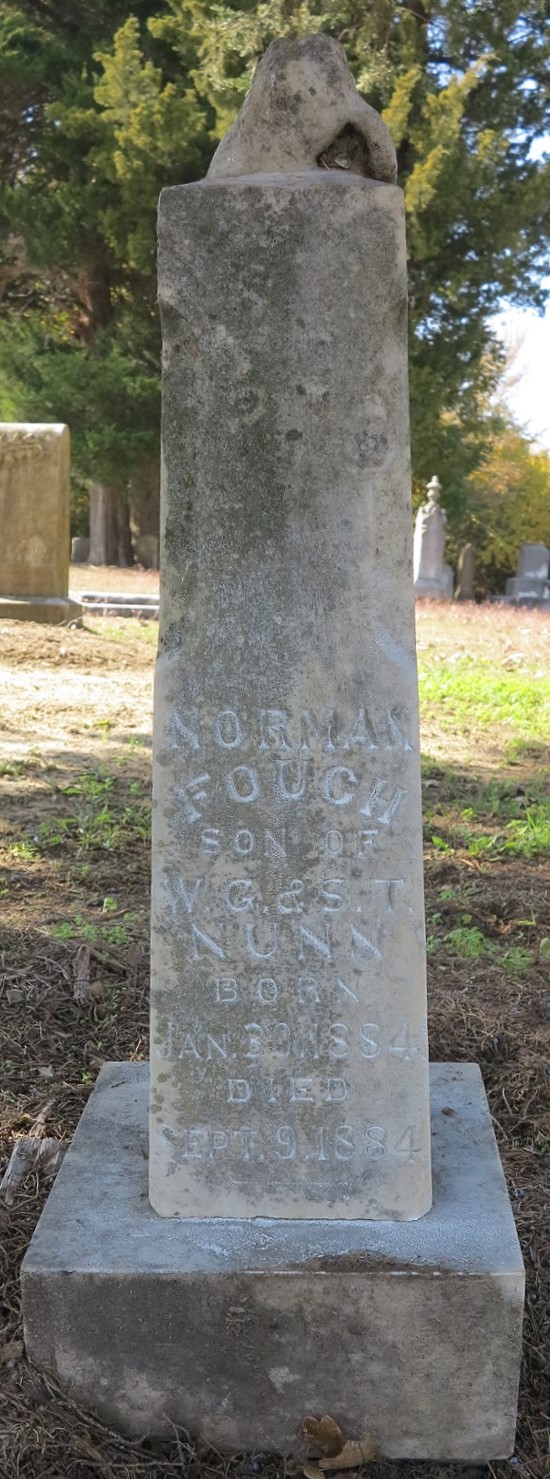 NORMAN
FOUCH
SON OF
W.G. & S.T.
NUNN
BORN
JAN. 30, 1884
DIED
SEPT. 9, 1884